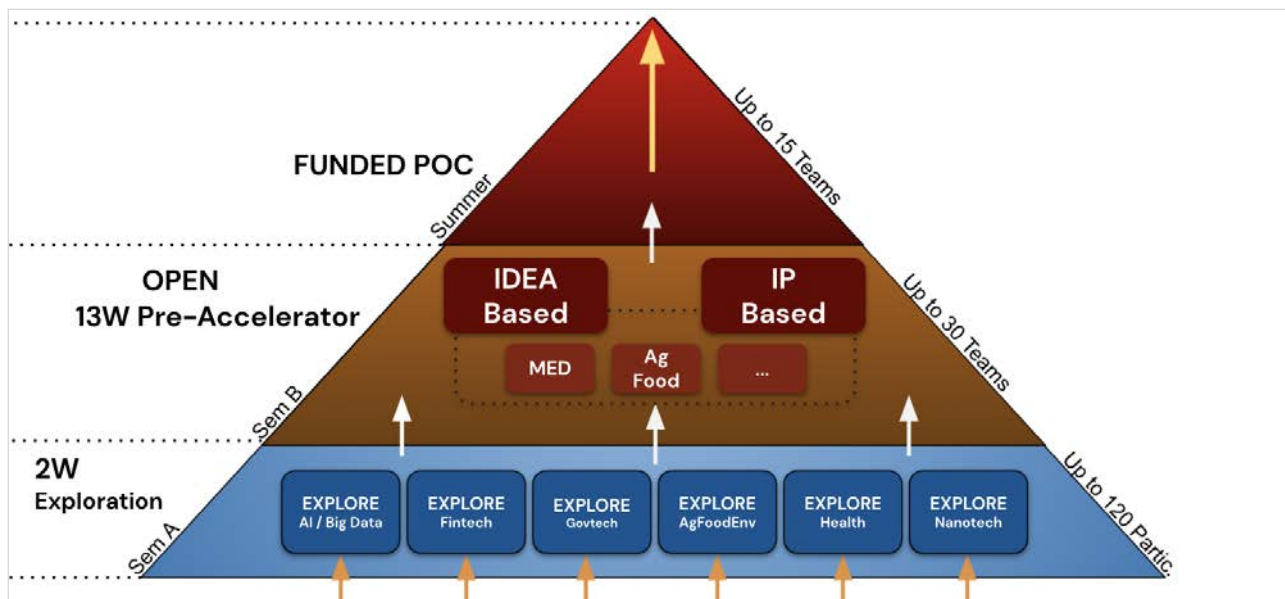 Up to 15 Teams
FUNDED POC
Summer
OPEN
13W Pre-Accelerator
IDEA
Based
IP
Based
MED
Ag
Food
...
Up to 30 Teams
Sem B
2W
Exploration
EXPLORE
AI / Big Data
EXPLORE
Fintech
EXPLORE
Govtech
EXPLORE
AgFoodEnv
EXPLORE
Health
EXPLORE
Nanotech
Up to 120 Partic.
Sem A